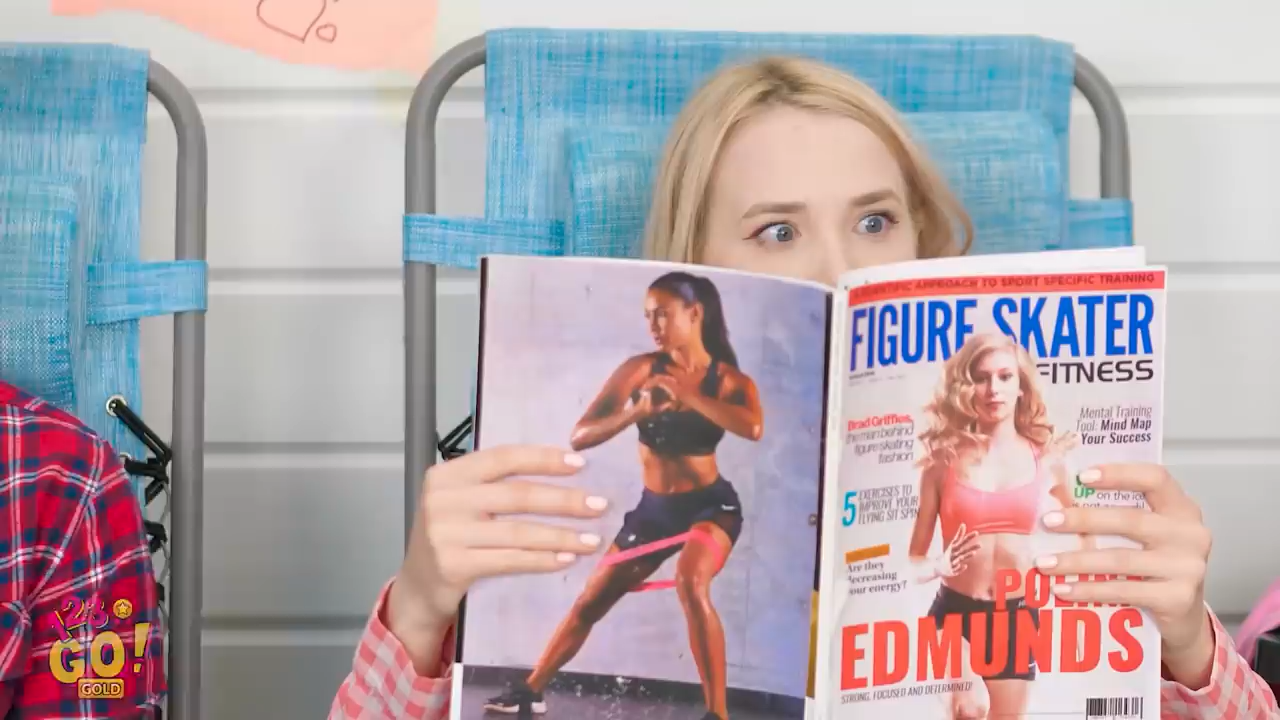 SCIENTIFIC APPROACH TO SPORT SPECIFIC TRAINING
FIGURE SKATER
FITNESS
Brad Griffies,
the man behind
figure skating
fashion
Mental Training
Tool: Mind Map
Your Success
5 EXERCISES TO
IMPROVE YOUR
FLYING SIT SPIN
UP on the ice
Are they
decreasing
your energy?
POLINA
EDMUNDS
STRONG, FOCUSED AND DETERMINED!
123
GO!
GOLD